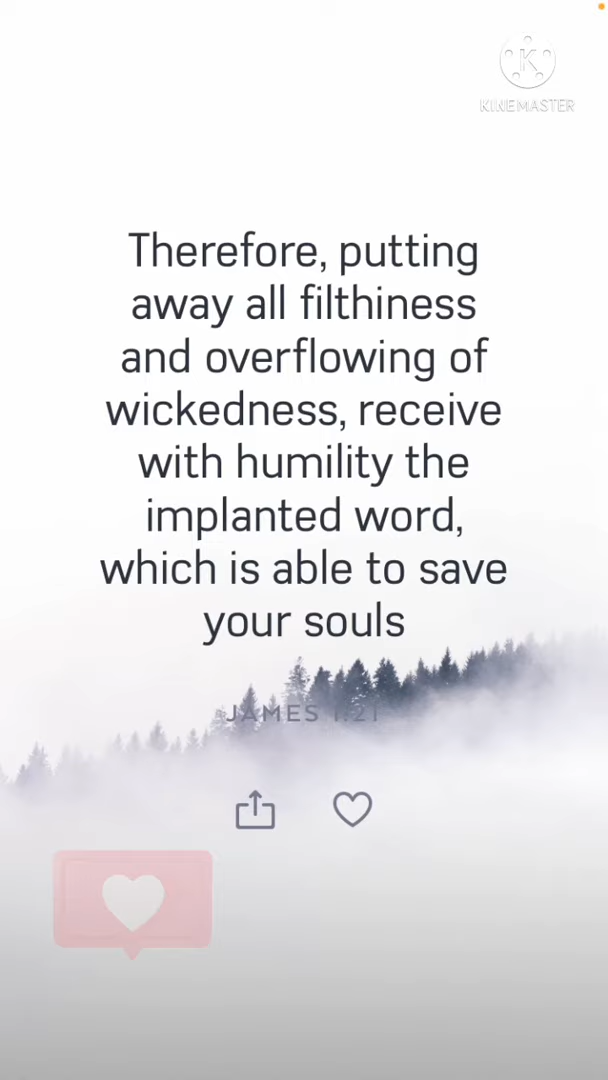 KINEMASTER
Therefore, putting
away all filthiness
and overflowing of
wickedness, receive
with humility the
implanted word,
which is able to save
your souls
JAMES 1:21